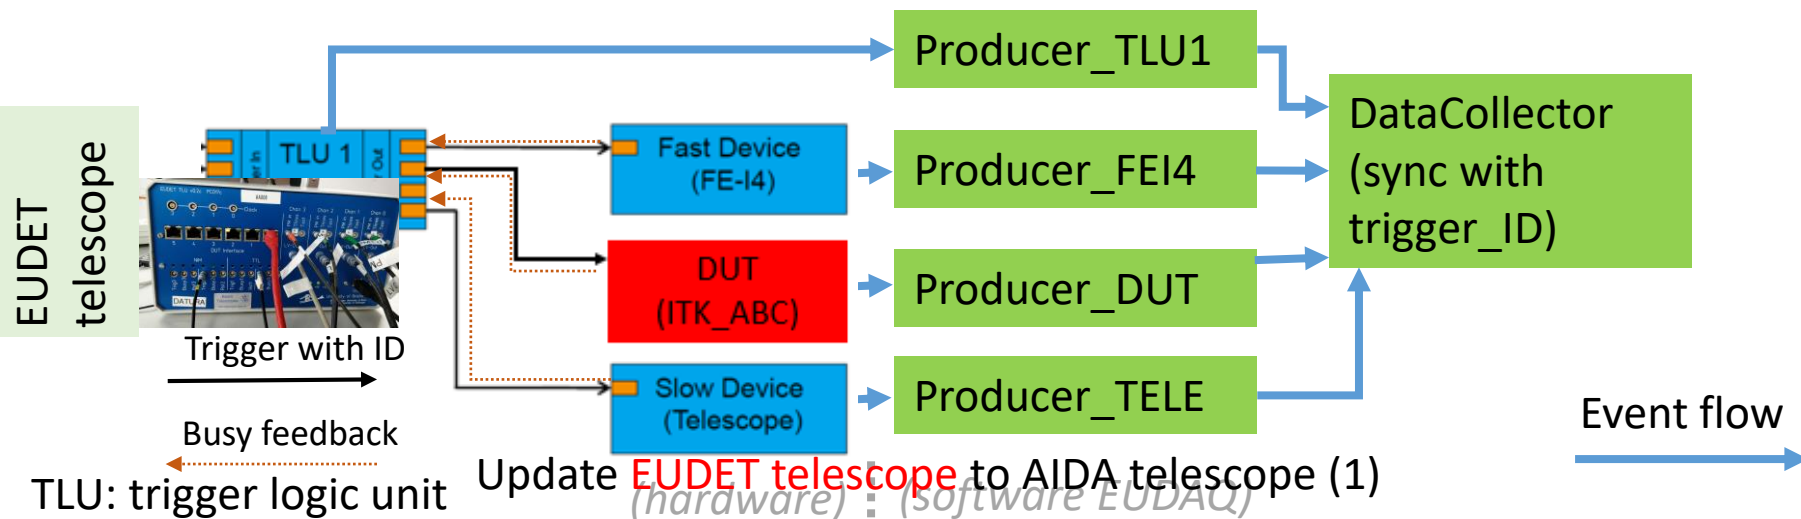 Producer_TLU1
DataCollector
(sync with
trigger_ID)
EUDET
telescope
TLU 1
Out
Fast Device
(FE-I4)
Producer_FEI4
DATURA
DUT
(ITK_ABC)
Producer_DUT
Trigger with ID
Slow Device
(Telescope)
Producer_TELE
Busy feedback
Event flow
TLU: trigger logic unit
Update EUDET telescope to AIDA telescope (1)
(hardware)
(software EUDAQ)